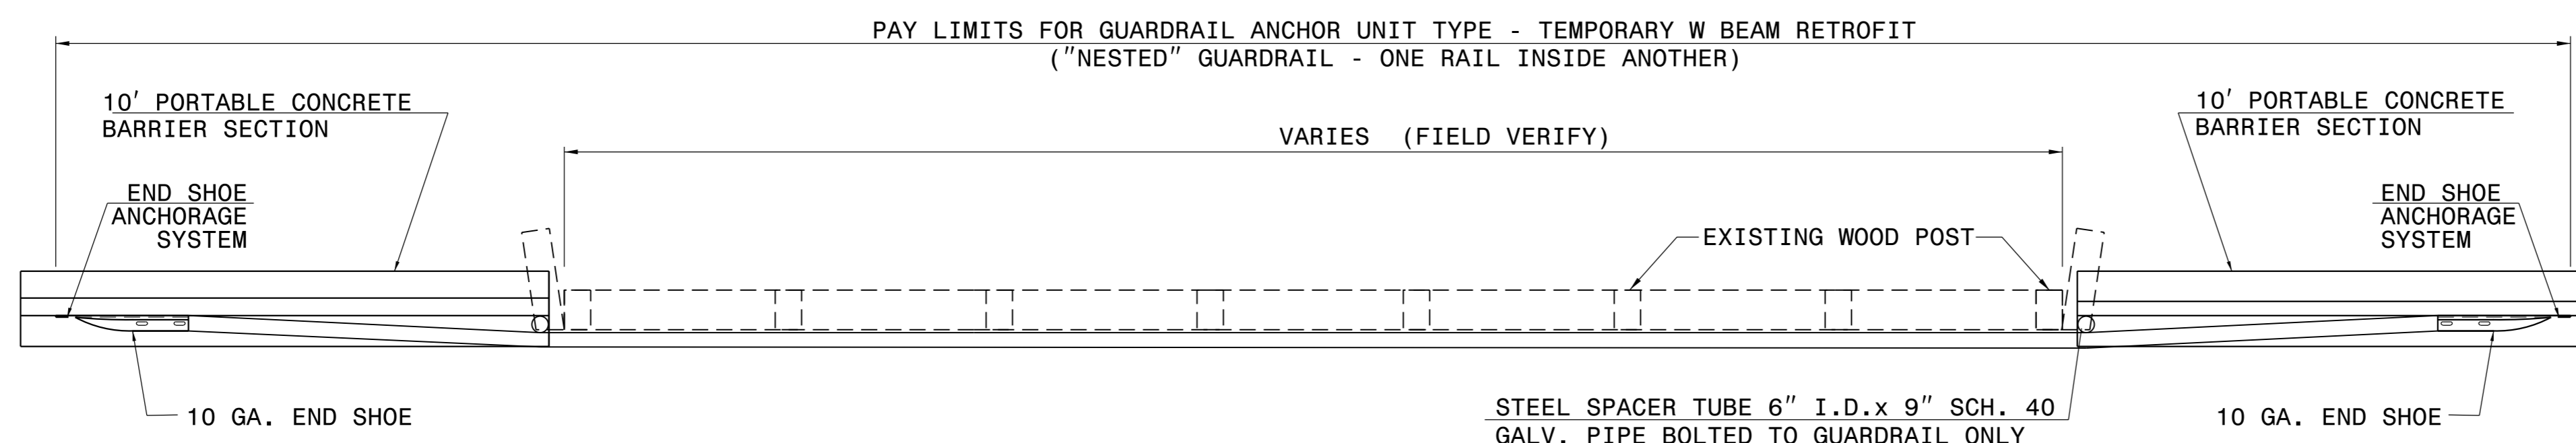 PAY LIMITS FOR GUARDRAIL ANCHOR UNIT TYPE - TEMPORARY W BEAM RETROFIT
("NESTED" GUARDRAIL - ONE RAIL INSIDE ANOTHER)
10' PORTABLE CONCRETE
BARRIER SECTION
10' PORTABLE CONCRETE
BARRIER SECTION
VARIES (FIELD VERIFY)
END SHOE
ANCHORAGE
SYSTEM
END SHOE
ANCHORAGE
SYSTEM
EXISTING WOOD POST
10 GA. END SHOE
STEEL SPACER TUBE 6" I.D.x 9" SCH. 40
GALV. PIPE BOLTED TO GUARDRAIL ONLY
10 GA. END SHOE